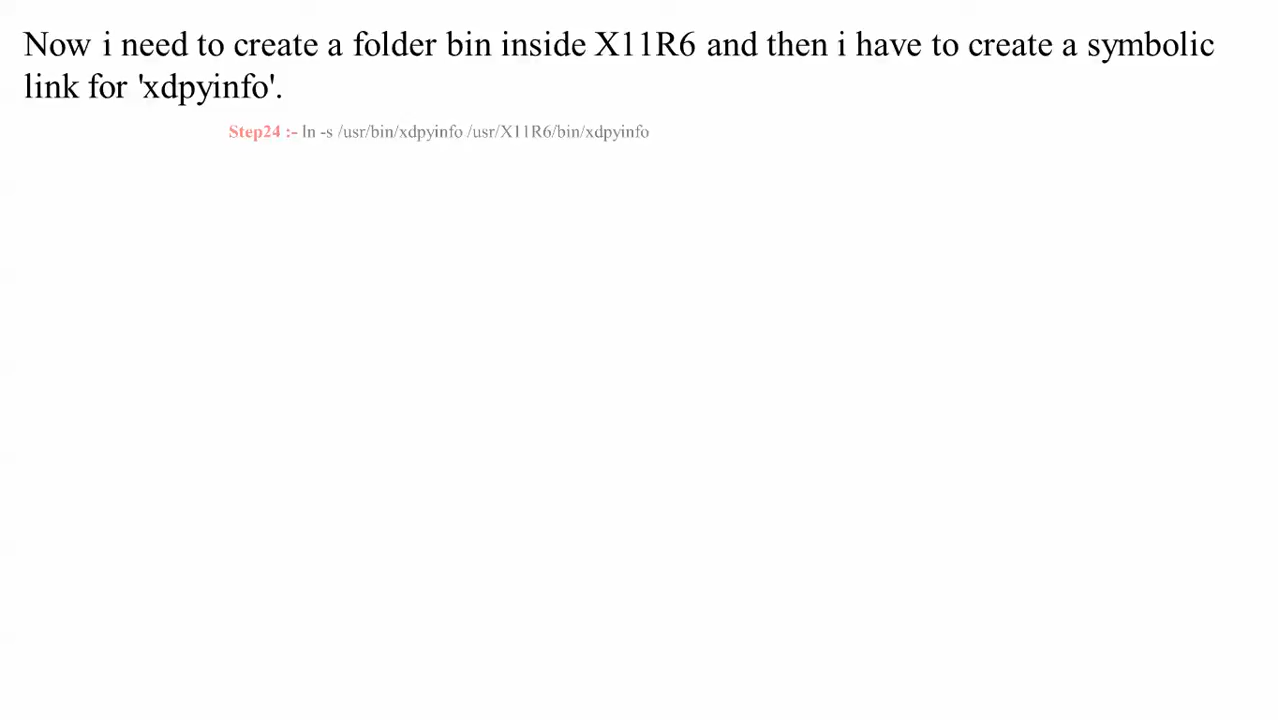 Now i need to create a folder bin inside X11R6 and then i have to create a symbolic
link for 'xdpyinfo'.
Step24 :- ln -s /usr/bin/xdpyinfo /usr/X11R6/bin/xdpyinfo